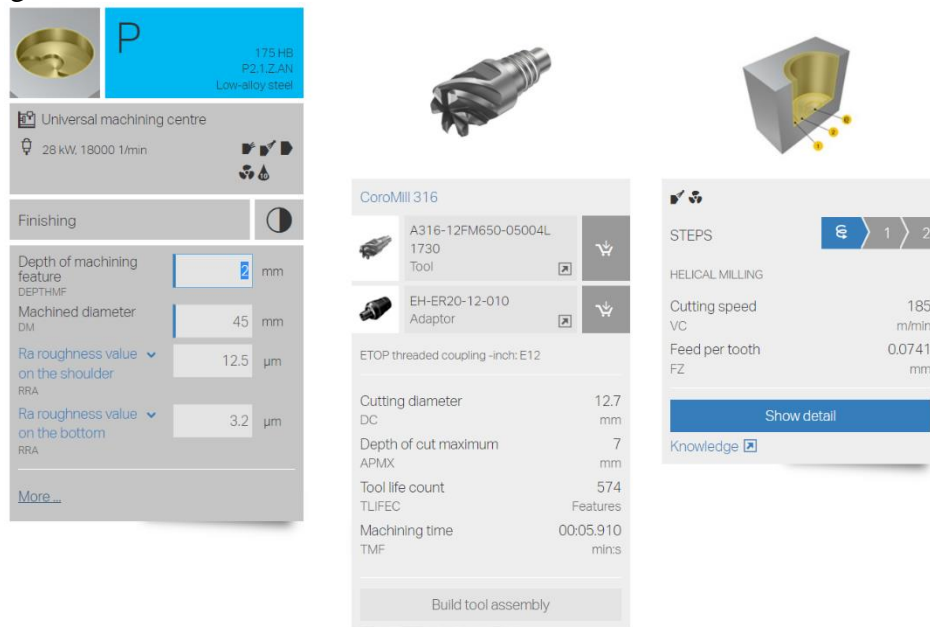 P
175 HB
P2.1.Z.AN
Low-alloy steel
Universal machining centre
28 kW, 18000 1/min
Finishing
Depth of machining
feature
DEPTHMF
2 mm
Machined diameter
DM
45 mm
Ra roughness value
on the shoulder
RRA
12.5 µm
Ra roughness value
on the bottom
RRA
3.2 µm
More ...
CoroMill 316
A316-12FM650-05004L
1730
Tool
EH-ER20-12-010
Adaptor
ETOP threaded coupling -inch: E12
Cutting diameter 12.7
DC mm
Depth of cut maximum 7
APMX mm
Tool life count 574
TLIFEC Features
Machining time 00:05.910
TMF min:s
Build tool assembly
STEPS 1 2
HELICAL MILLING
Cutting speed 185
VC m/min
Feed per tooth 0.0741
FZ mm
Show detail
Knowledge